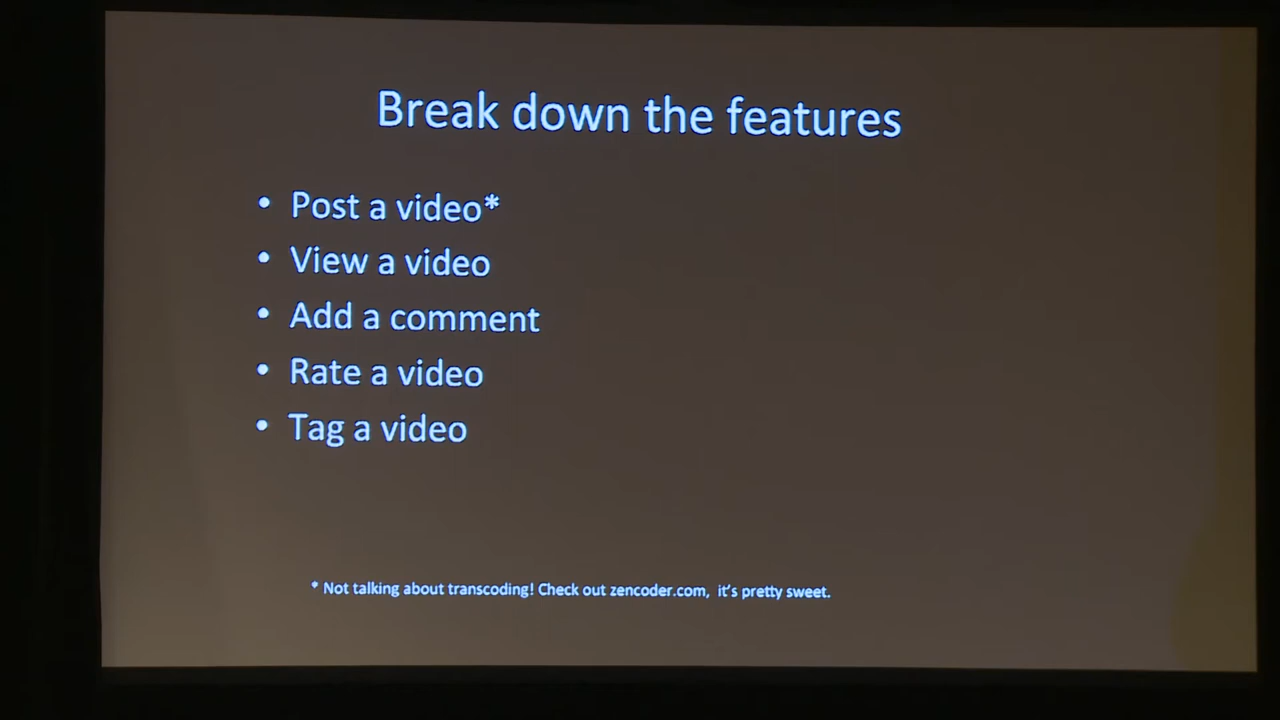 Break down the features
• Post a video*
• View a video
• Add a comment
• Rate a video
• Tag a video
* Not talking about transcoding! Check out zencoder.com, it's pretty sweet.